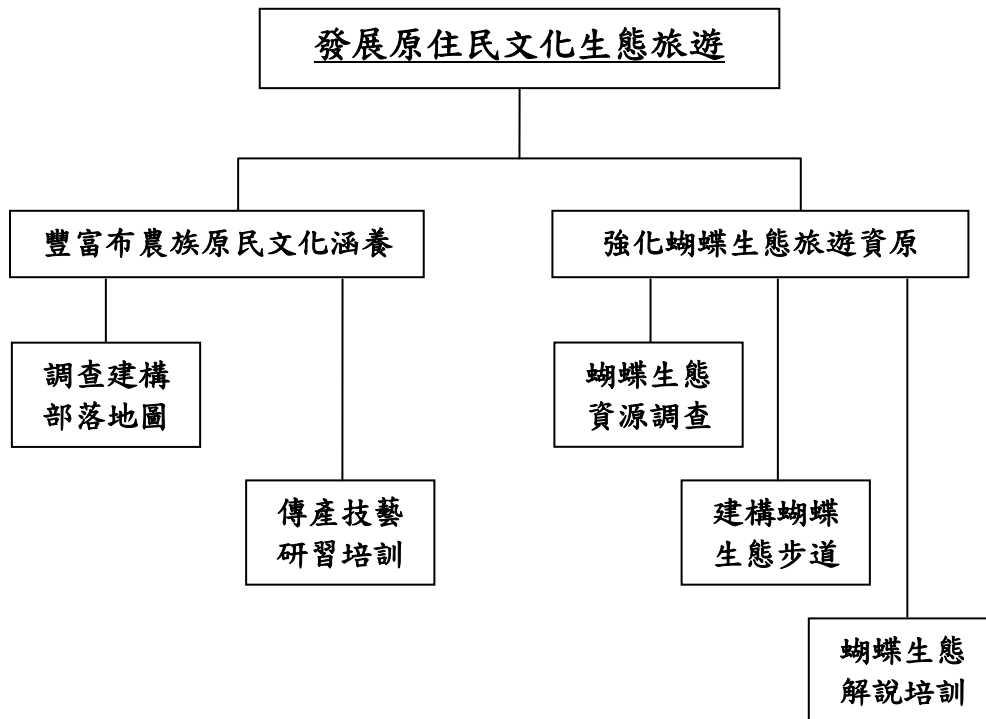 發展原住民文化生態旅遊
豐富布農族原民文化涵養
強化蝴蝶生態旅遊資原
調查建構
部落地圖
傳產技藝
研習培訓
蝴蝶生態
資源調查
建構蝴蝶
生態步道
蝴蝶生態
解說培訓